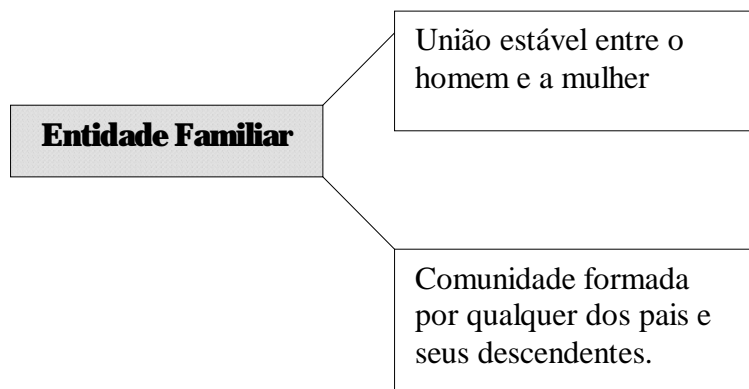 União estável entre o
homem e a mulher
Entidade Familiar
Comunidade formada
por qualquer dos pais e
seus descendentes.